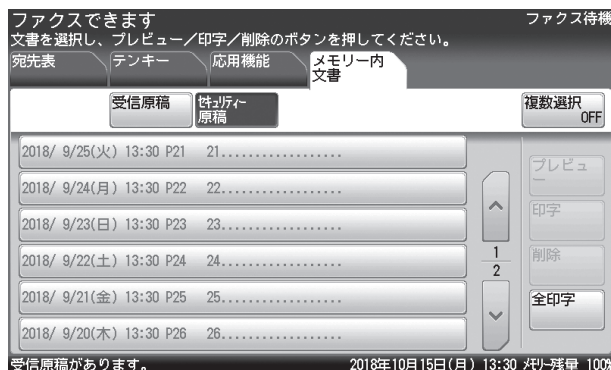 ファクスできます ファクス待機
文書を選択し、プレビュー／印字／削除のボタンを押してください。
宛先表 テンキー 応用機能 メモリー内
文書
受信原稿 セキュリティー
原稿 複数選択
OFF
2018/ 9/25(火) 13:30 P21 21..................
プレビュ
ー
2018/ 9/24(月) 13:30 P22 22..................
印字
2018/ 9/23(日) 13:30 P23 23..................
2018/ 9/22(土) 13:30 P24 24..................
1
2
削除
2018/ 9/21(金) 13:30 P25 25..................
全印字
2018/ 9/20(木) 13:30 P26 26..................
受信原稿があります。 2018年10月15日(月) 13:30 メモリー残量 100%